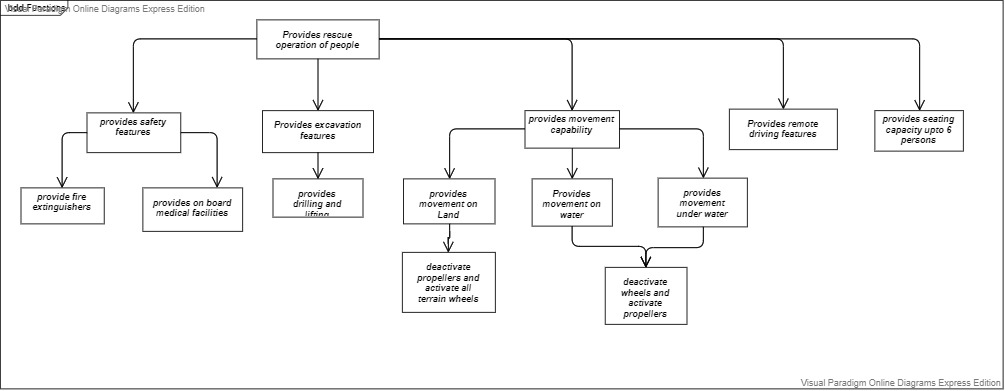 bdd Functions
Visual Paradigm Online Diagrams Express Edition
Provides rescue
operation of people
provides safety
features
Provides excavation
features
provides movement
capability
Provides remote
driving features
provides seating
capacity upto 6
persons
provide fire
extinguishers
provides on board
medical facilities
provides
drilling and
lifting
provides
movement on
Land
Provides
movement on
water
provides
movement
under water
deactivate
propellers and
activate all
terrain wheels
deactivate
wheels and
activate
propellers
Visual Paradigm Online Diagrams Express Edition